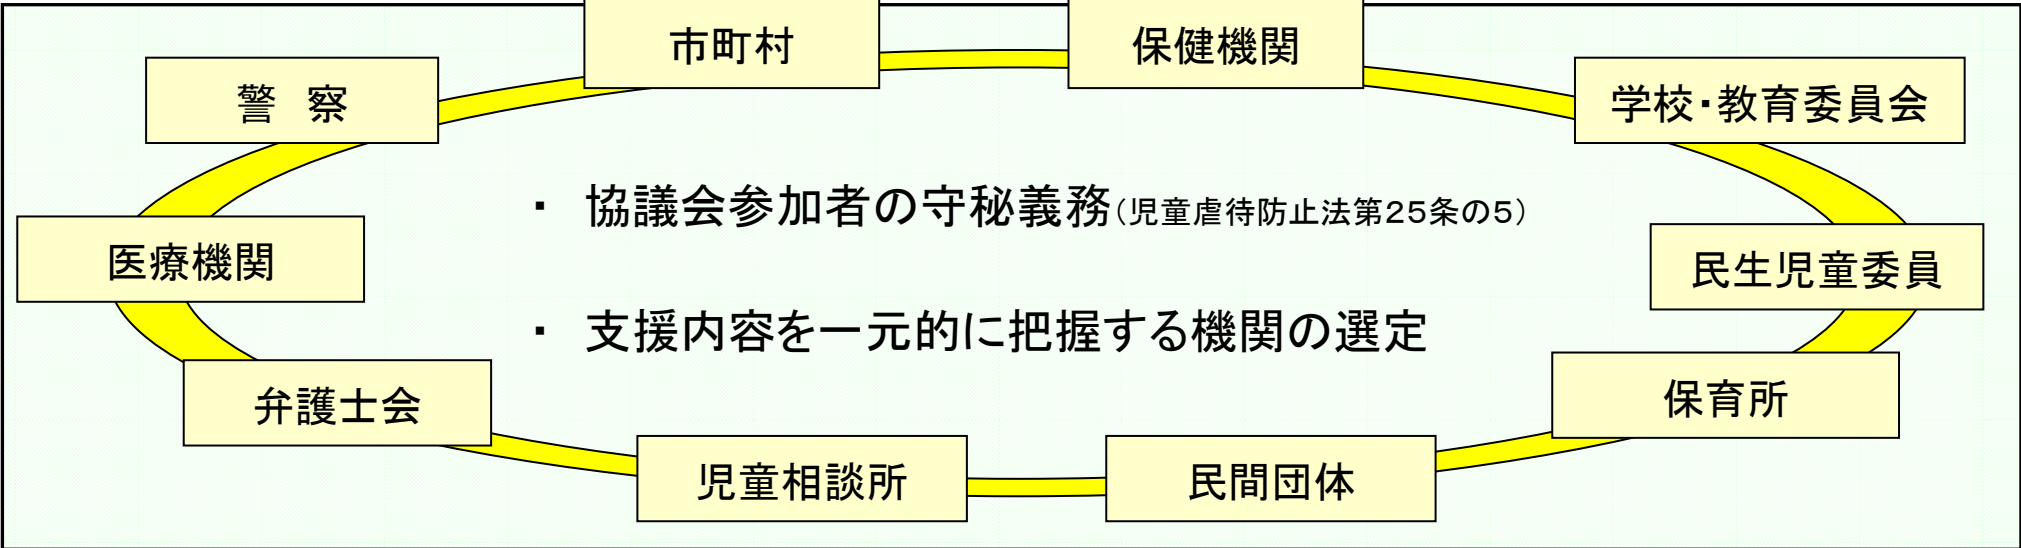 市町村
保健機関
警　察
学校・教育委員会
・ 協議会参加者の守秘義務(児童虐待防止法第２５条の５)
医療機関
民生児童委員
・ 支援内容を一元的に把握する機関の選定
弁護士会
保育所
児童相談所
民間団体